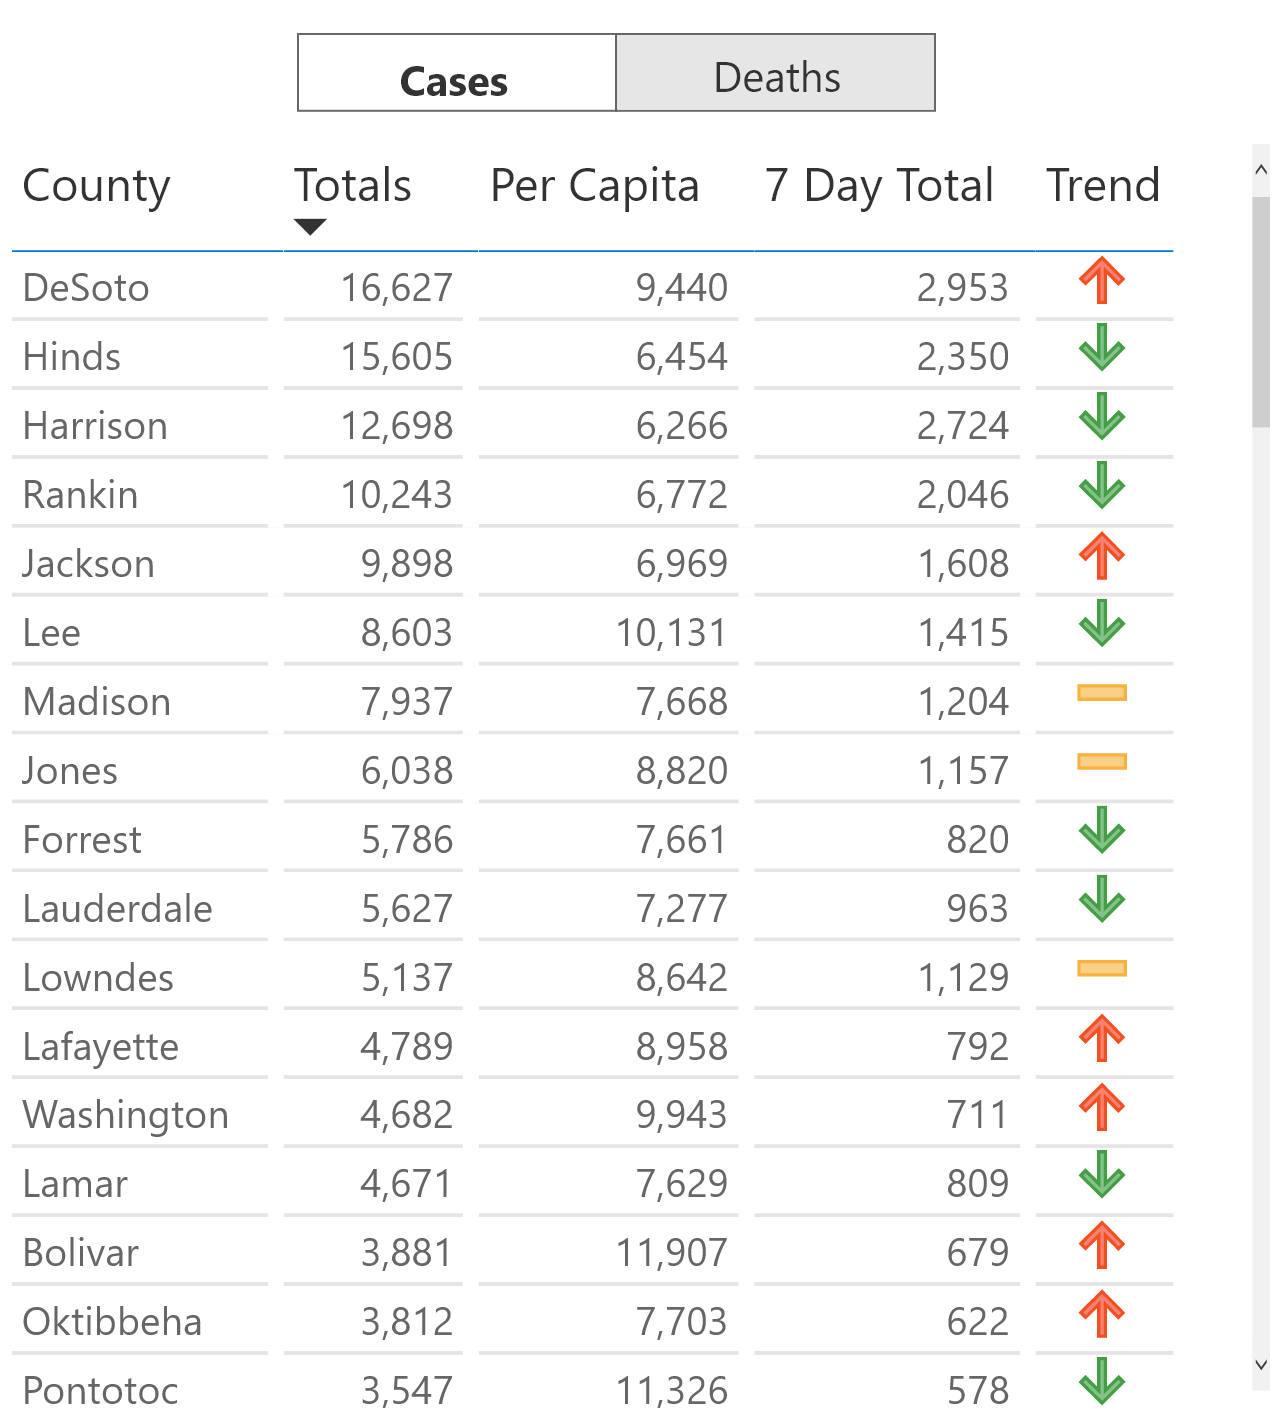 Cases Deaths
County Totals Per Capita 7 Day Total Trend
DeSoto 16,627 9,440 2,953
Hinds 15,605 6,454 2,350
Harrison 12,698 6,266 2,724
Rankin 10,243 6,772 2,046
Jackson 9,898 6,969 1,608
Lee 8,603 10,131 1,415
Madison 7,937 7,668 1,204
Jones 6,038 8,820 1,157
Forrest 5,786 7,661 820
Lauderdale 5,627 7,277 963
Lowndes 5,137 8,642 1,129
Lafayette 4,789 8,958 792
Washington 4,682 9,943 711
Lamar 4,671 7,629 809
Bolivar 3,881 11,907 679
Oktibbeha 3,812 7,703 622
Pontotoc 3,547 11,326 578